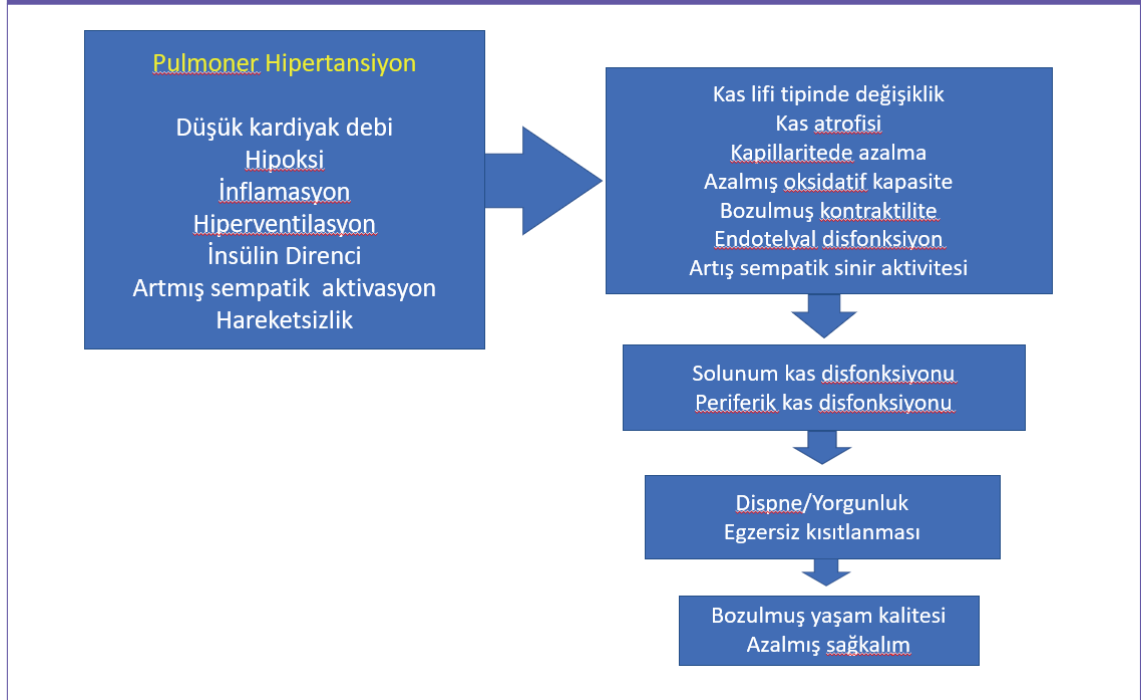 Pulmoner Hipertansiyon
Düşük kardiyak debi
Hipoksi
İnflamasyon
Hiperventilasyon
İnsülin Direnci
Artmış sempatik aktivasyon
Hareketsizlik
Kas lifi tipinde değişiklik
Kas atrofisi
Kapillaritede azalma
Azalmış oksidatif kapasite
Bozulmuş kontraktilite
Endotelyal disfonksiyon
Artış sempatik sinir aktivitesi
Solunum kas disfonksiyonu
Periferik kas disfonksiyonu
Dispne/Yorgunluk
Egzersiz kısıtlanması
Bozulmuş yaşam kalitesi
Azalmış sağkalım